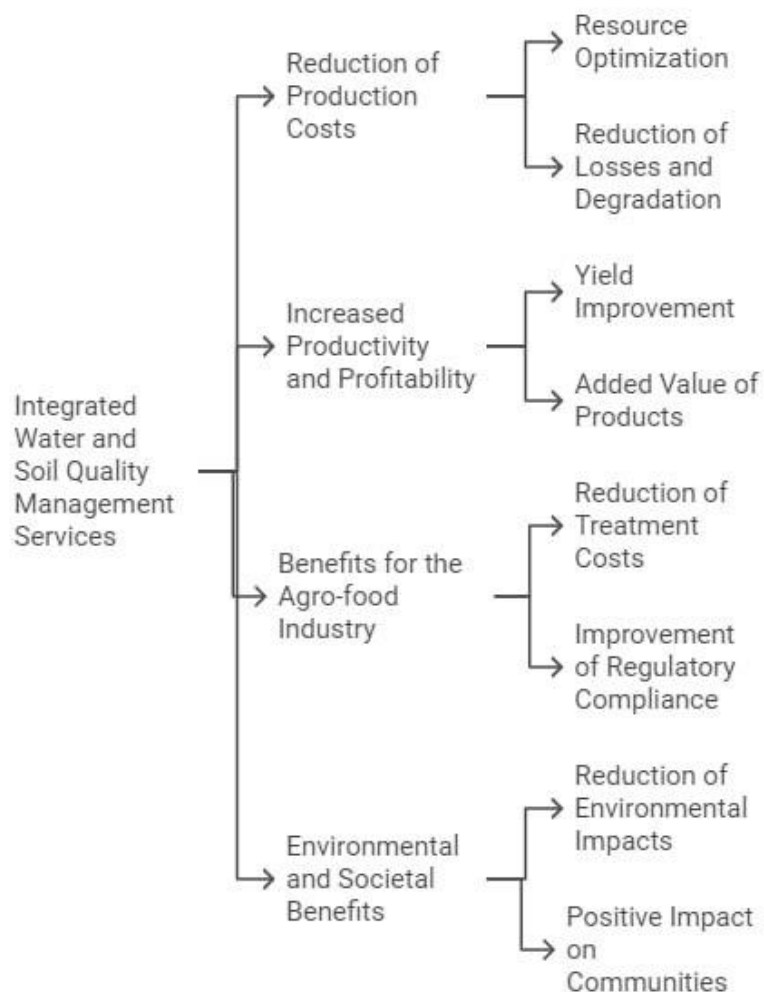 Integrated
Water and
Soil Quality
Management
Services
Reduction of
Production
Costs
Resource
Optimization
Reduction of
Losses and
Degradation
Increased
Productivity
and Profitability
Yield
Improvement
Added Value of
Products
Benefits for the
Agro-food
Industry
Reduction of
Treatment
Costs
Improvement
of Regulatory
Compliance
Environmental
and Societal
Benefits
Reduction of
Environmental
Impacts
Positive Impact
on
Communities